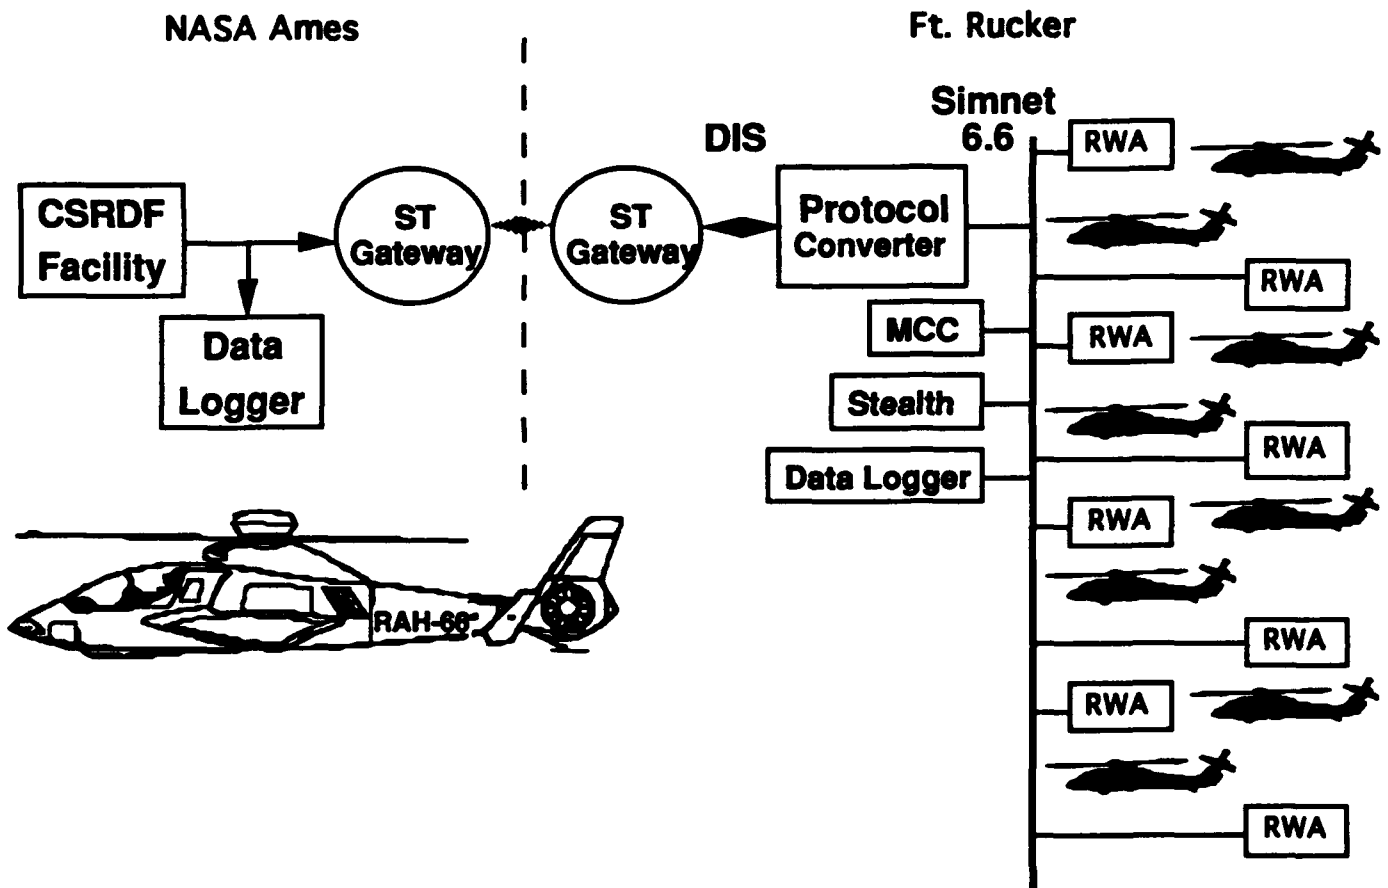 NASA Ames
Ft. Rucker
Simnet
6.6
DIS
CSRDF
Facility
ST
Gateway
ST
Gateway
Protocol
Converter
Data
Logger
MCC
Stealth
Data Logger
RWA
RWA
RWA
RWA
RWA
RWA
RWA
RWA
RAH-66